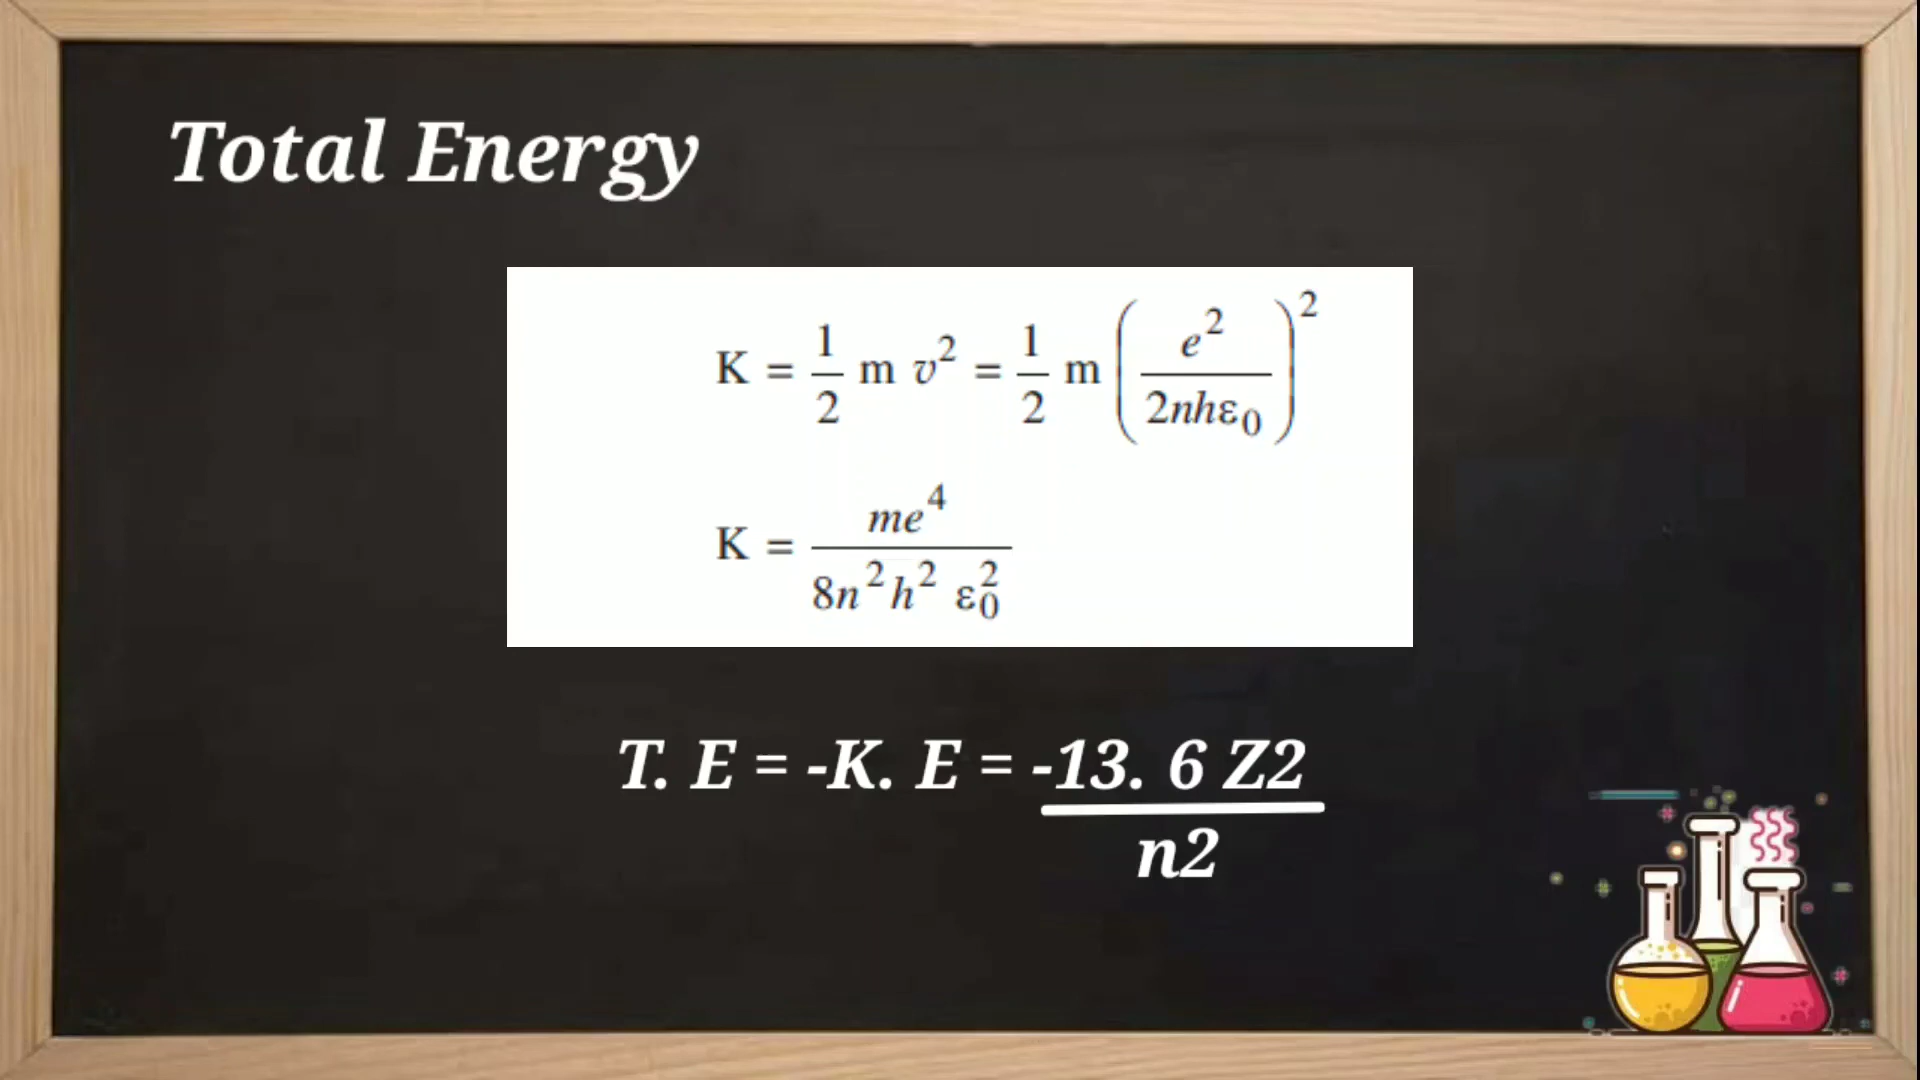 Total Energy
K = 1/2 m v² = 1/2 m (e²/2nhε₀)²
K = me⁴/8n²h² ε₀²
T. E = -K. E = -13. 6 Z2
n2